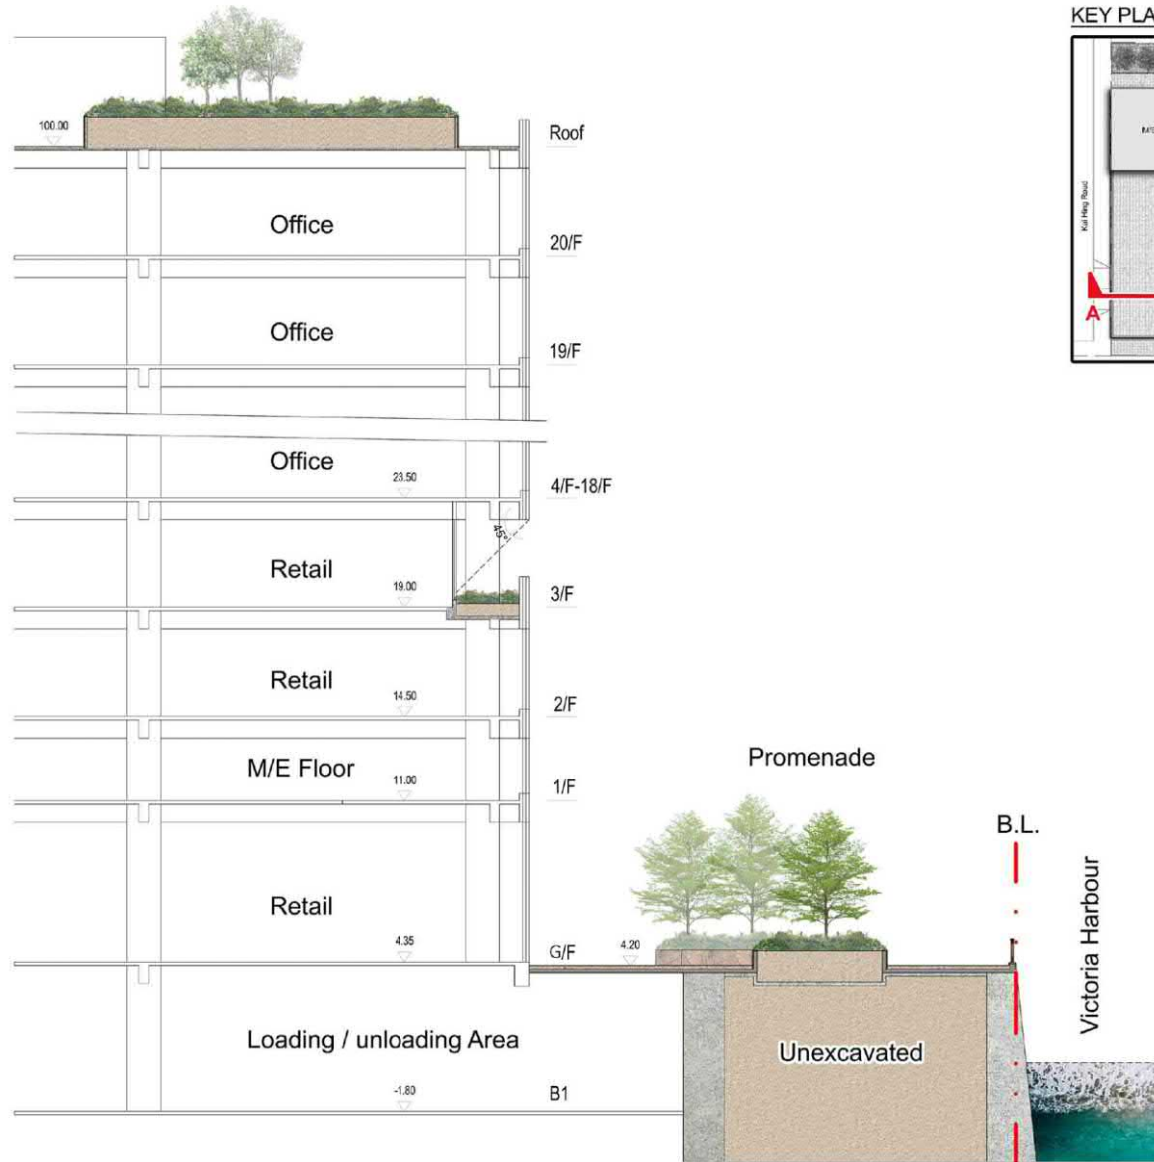 KEY PLA
100.00
Roof
Office
20/F
Kai Hing Road
A
Office
19/F
Office
23.50
4/F-18/F
45°
Retail
19.00
3/F
Retail
14.50
2/F
M/E Floor
11.00
1/F
Promenade
B.L.
Victoria Harbour
Retail
4.35
G/F
4.20
Loading / unloading Area
Unexcavated
-1.80
B1